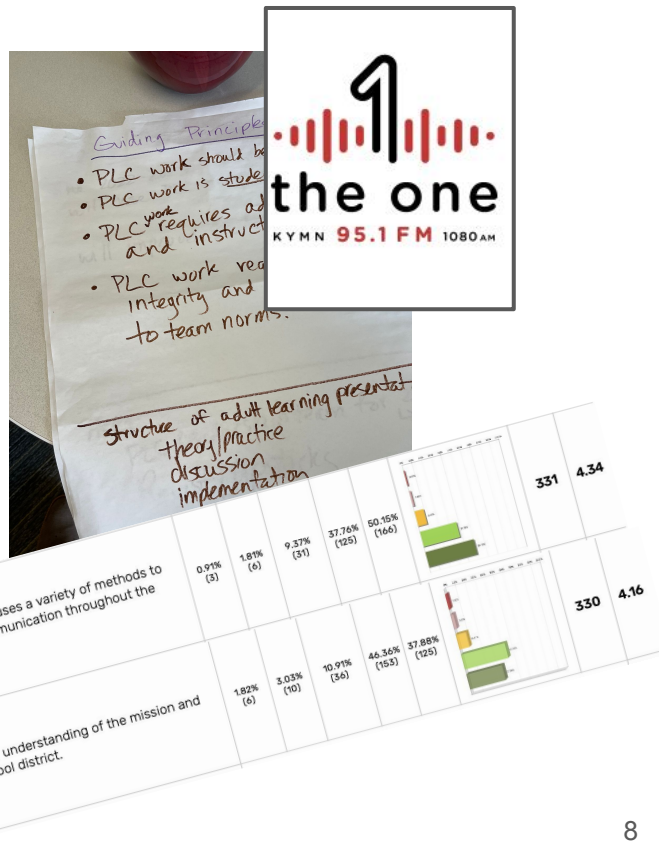 Guiding Principle
• PLC work should be
• PLC work is stude
• PLC work requires ad
and instruct
• PLC work req
integrity and
to team norms.
Structure of adult learning presentat
theory/practice
discussion
implementation
1
the one
KYMN 95.1 FM 1080 AM
uses a variety of methods to
munication throughout the
0.91%
(3)
1.81%
(6)
9.37%
(31)
37.76%
(125)
50.15%
(166)
331
4.34
understanding of the mission and
ool district.
1.82%
(6)
3.03%
(10)
10.91%
(36)
46.36%
(153)
37.88%
(125)
330
4.16
8